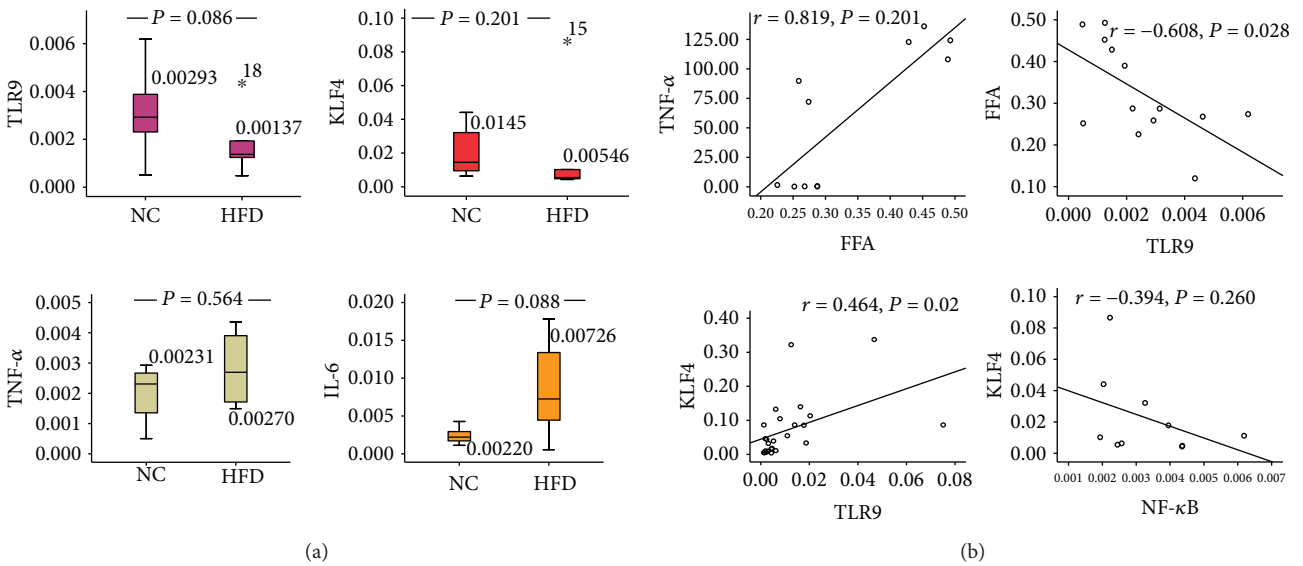 P = 0.086
0.006
0.004
0.002
0.000
TLR9
0.00293
18
*
0.00137
NC HFD
P = 0.201
0.10
0.08
0.06
0.04
0.02
0.00
KLF4
15
*
0.0145
0.00546
NC HFD
P = 0.564
0.005
0.004
0.003
0.002
0.001
0.000
TNF-α
0.00231
0.00270
NC HFD
P = 0.088
0.020
0.015
0.010
0.005
0.000
IL-6
0.00726
0.00220
NC HFD
(a)
r = 0.819, P = 0.201
125.00
100.00
75.00
50.00
25.00
0.00
TNF-α
0.20 0.25 0.30 0.35 0.40 0.45 0.50
FFA
r = −0.608, P = 0.028
0.50
0.40
0.30
0.20
0.10
FFA
0.000 0.002 0.004 0.006
TLR9
r = 0.464, P = 0.02
0.40
0.30
0.20
0.10
0.00
KLF4
0.00 0.02 0.04 0.06 0.08
TLR9
r = −0.394, P = 0.260
0.10
0.08
0.06
0.04
0.02
0.00
KLF4
0.001 0.002 0.003 0.004 0.005 0.006 0.007
NF-κB
(b)